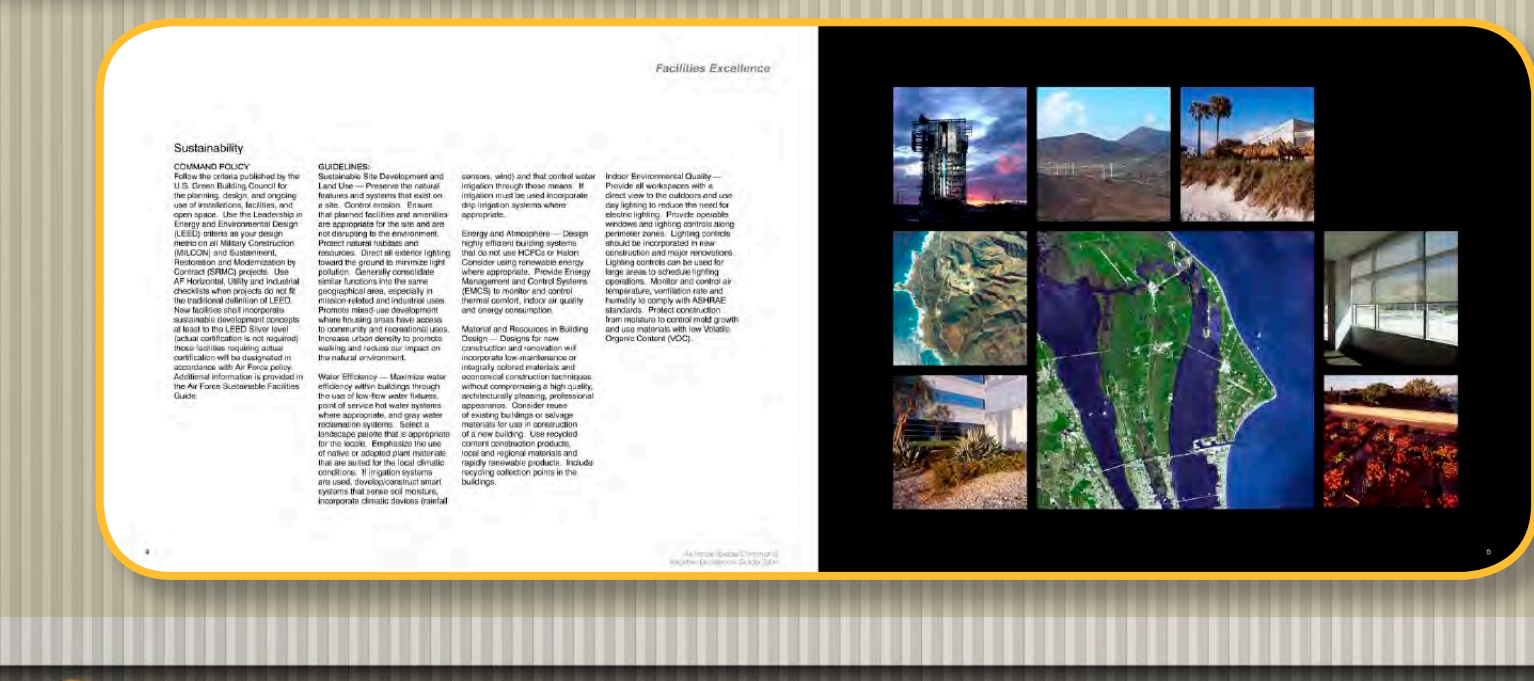 Facilities Excellence
Sustainability
COMMAND POLICY
Follow the criteria published by the
U.S. Green Building Council for
the planning, design, and ongoing
use of installations, facilities, and
open space. Use the Leadership in
Energy and Environmental Design
(LEED) criteria as your design
metric on all Military Construction
(MILCON) and Sustainment,
Restoration and Modernization by
Contract (SRMC) projects. Use
AF Horizontal, Utility and Industrial
checklists when projects do not fit
the traditional definition of LEED.
New facilities shall incorporate
sustainable development concepts
at least to the LEED Silver level
(actual certification is not required)
those facilities requiring actual
certification will be designated in
accordance with Air Force policy.
Additional information is provided in
the Air Force Sustainable Facilities
Guide.
GUIDELINES:
Sustainable Site Development and
Land Use — Preserve the natural
features and systems that exist on
a site. Control erosion. Ensure
that planned facilities and amenities
are appropriate for the site and are
not disrupting to the environment.
Protect natural habitats and
resources. Direct all exterior lighting
toward the ground to minimize light
pollution. Generally consolidate
similar functions into the same
geographical area, especially in
mission-related and industrial uses.
Promote mixed-use development
where housing areas have access
to community and recreational uses.
Increase urban density to promote
walking and reduce our impact on
the natural environment.
Water Efficiency — Maximize water
efficiency within buildings through
the use of low-flow water fixtures,
point of service hot water systems
where appropriate, and gray water
reclamation systems. Select a
landscape palette that is appropriate
for the locale. Emphasize the use
of native or adapted plant materials
that are suited for the local climatic
conditions. If irrigation systems
are used, develop/construct smart
systems that sense soil moisture,
incorporate climatic devices (rainfall
sensors, wind) and that control water
irrigation through those means. If
irrigation must be used incorporate
drip irrigation systems where
appropriate.
Energy and Atmosphere — Design
highly efficient building systems
that do not use HCFCs or Halon.
Consider using renewable energy
where appropriate. Provide Energy
Management and Control Systems
(EMCS) to monitor and control
thermal comfort, indoor air quality
and energy consumption.
Material and Resources in Building
Design — Designs for new
construction and renovation will
incorporate low-maintenance or
integrally colored materials and
economical construction techniques
without compromising a high quality,
architecturally pleasing, professional
appearance. Consider reuse
of existing buildings or salvage
materials for use in construction
of a new building. Use recycled
content construction products,
local and regional materials and
rapidly renewable products. Include
recycling collection points in the
buildings.
Indoor Environmental Quality —
Provide all workspaces with a
direct view to the outdoors and use
day lighting to reduce the need for
electric lighting. Provide operable
windows and lighting controls along
perimeter zones. Lighting controls
should be incorporated in new
construction and major renovations.
Lighting controls can be used for
large areas to schedule lighting
operations. Monitor and control air
temperature, ventilation rate and
humidity to comply with ASHRAE
standards. Protect construction
from moisture to control mold growth
and use materials with low Volatile
Organic Content (VOC).
Air Force Space Command
Facilities Excellence Guide